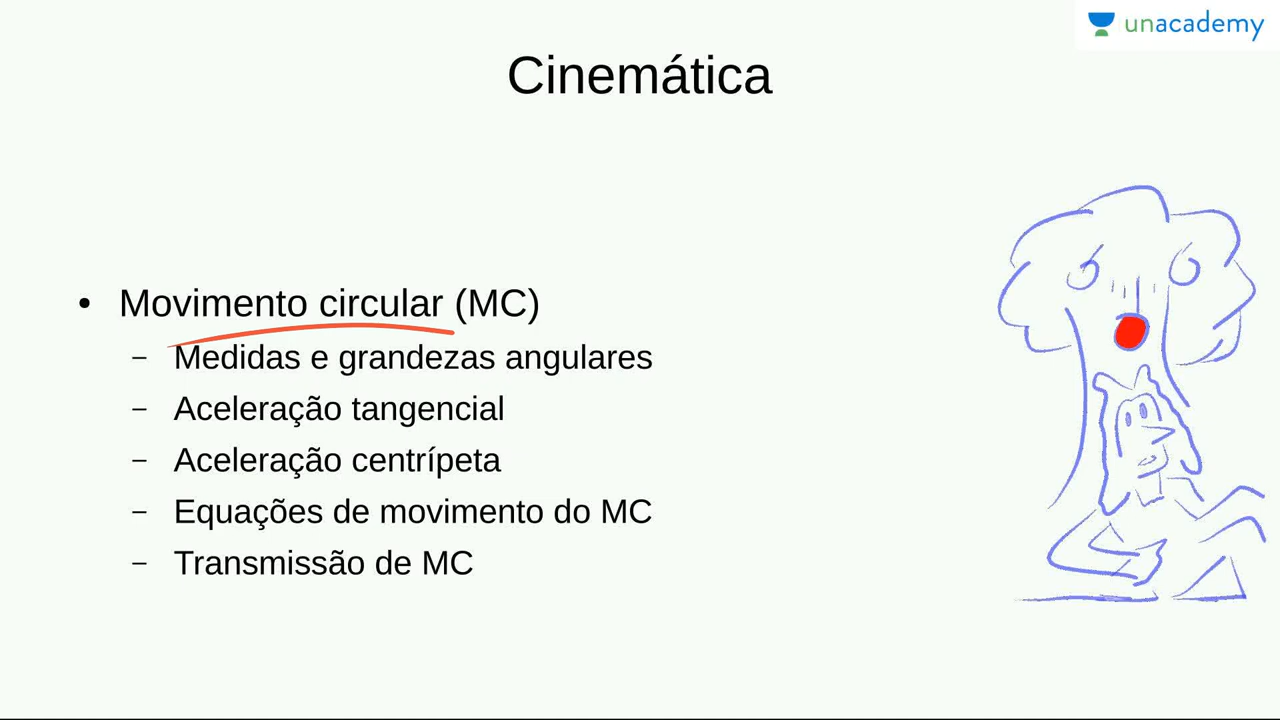 unacademy
Cinemática
• Movimento circular (MC)
– Medidas e grandezas angulares
– Aceleração tangencial
– Aceleração centrípeta
– Equações de movimento do MC
– Transmissão de MC